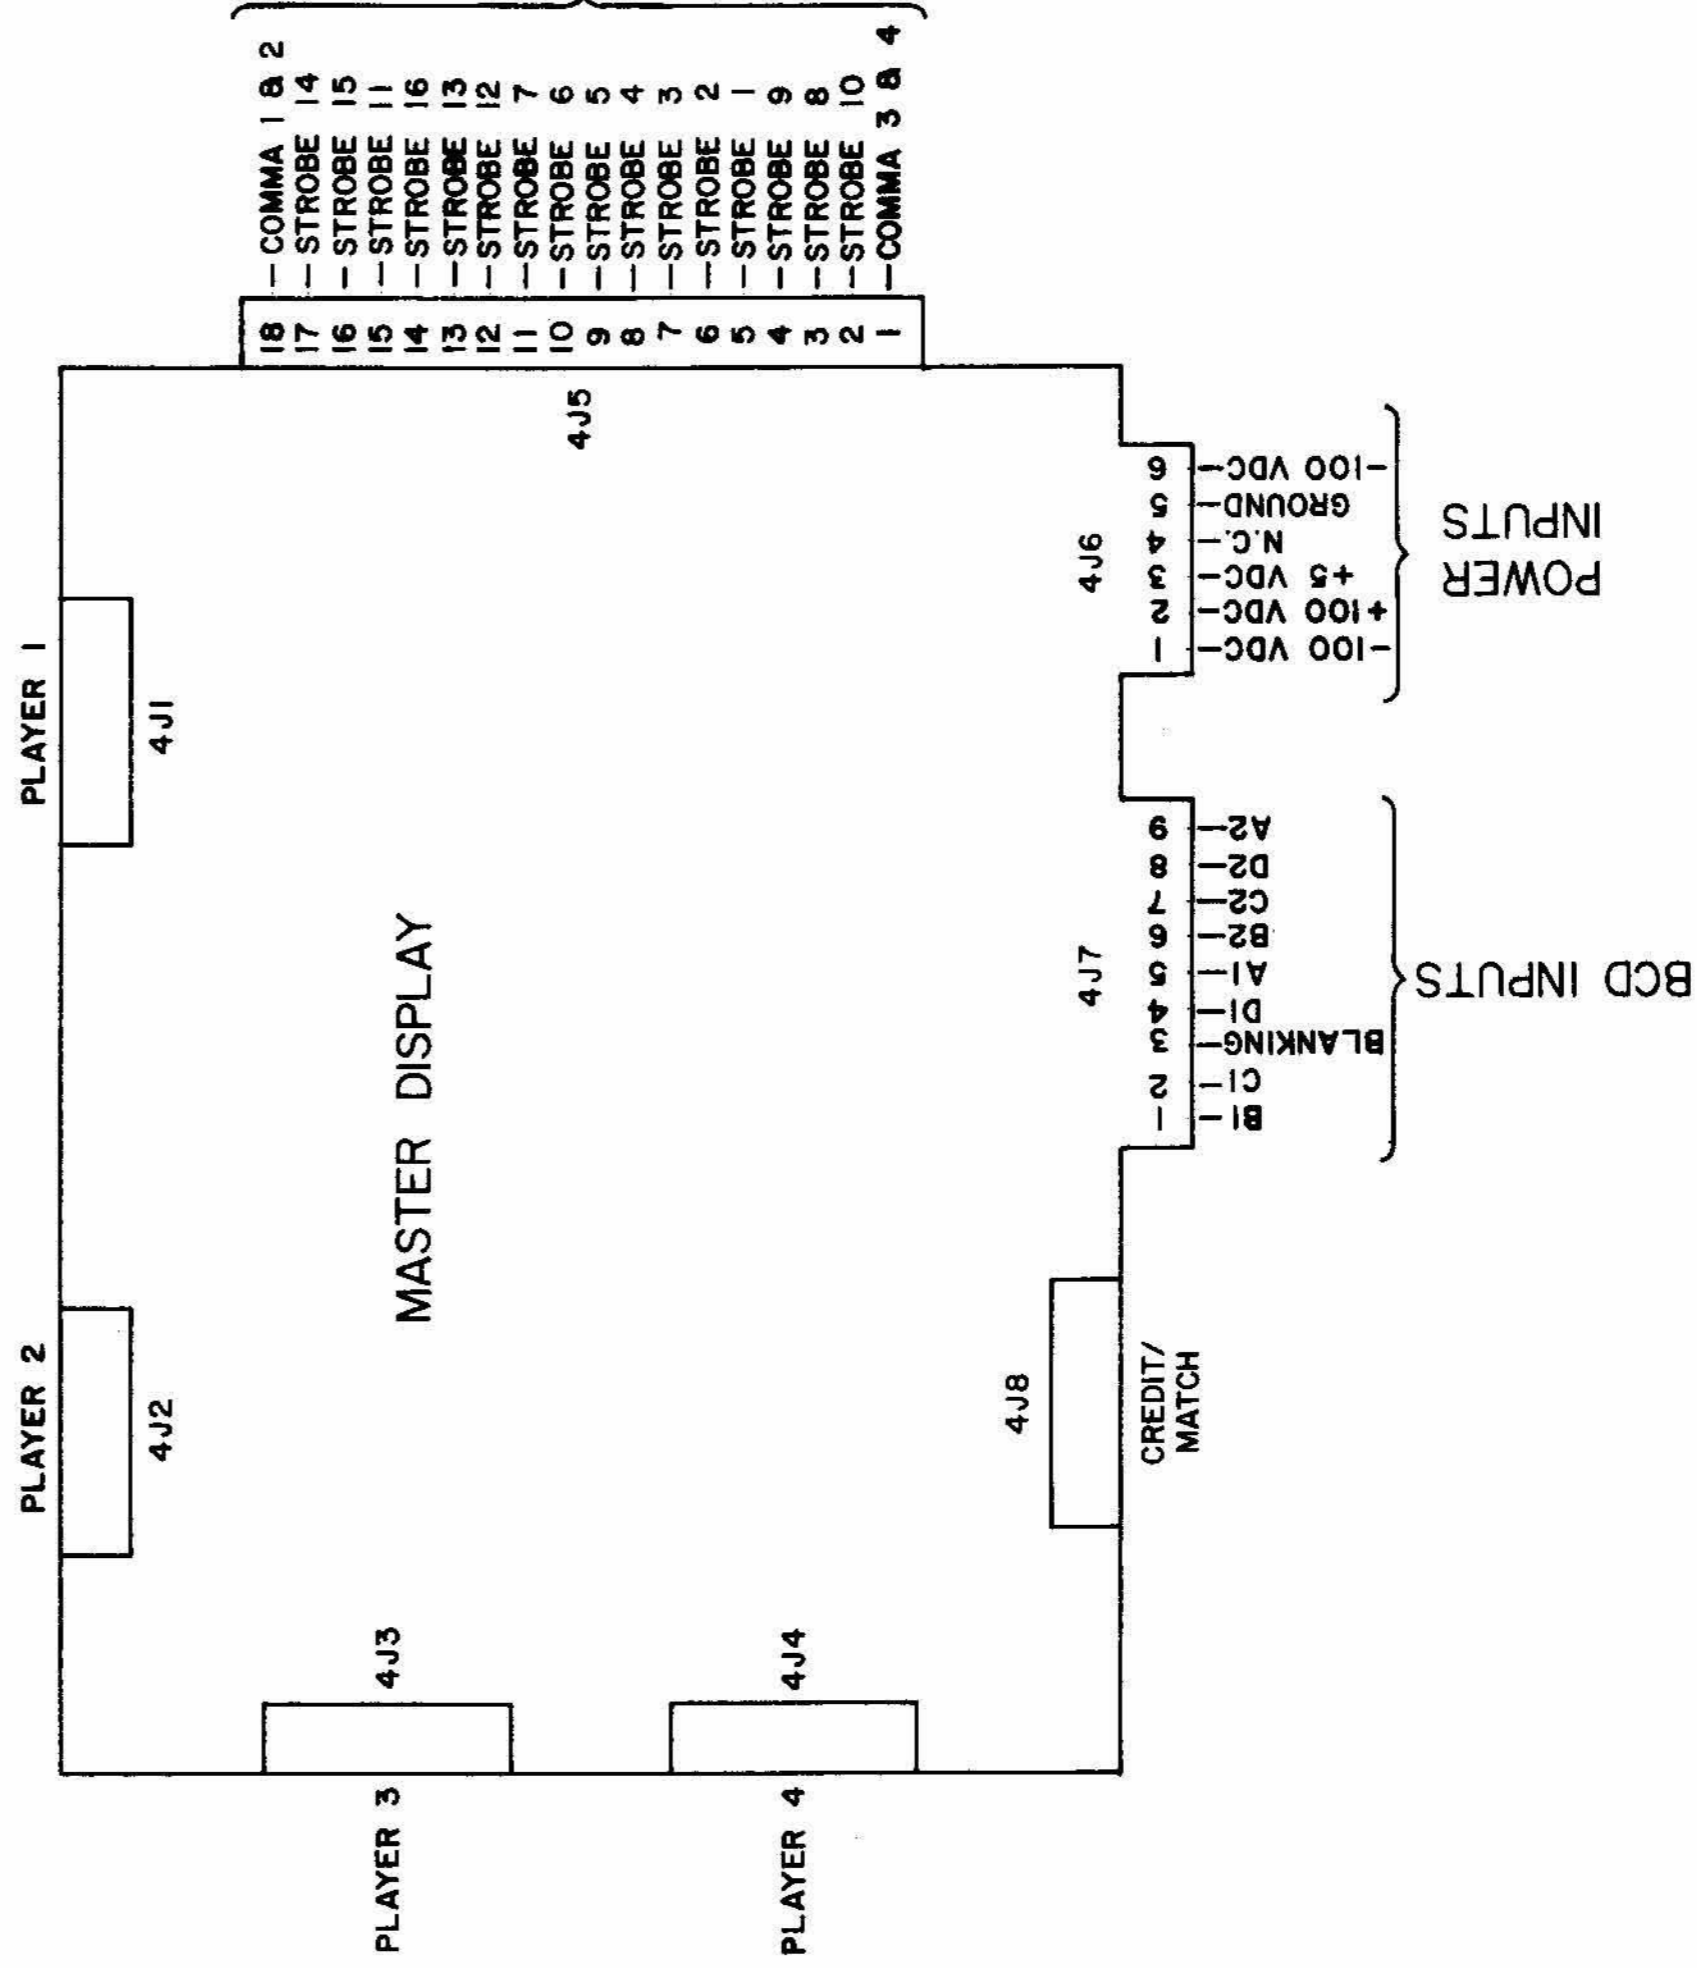 PLAYER 1
4J1
PLAYER 2
4J2
PLAYER 3
4J3
PLAYER 4
4J4
MASTER DISPLAY
4J5
18 -COMMA 1 & 2
17 -STROBE 14
16 -STROBE 15
15 -STROBE 11
14 -STROBE 16
13 -STROBE 13
12 -STROBE 12
11 -STROBE 7
10 -STROBE 6
9 -STROBE 5
8 -STROBE 4
7 -STROBE 3
6 -STROBE 2
5 -STROBE 1
4 -STROBE 9
3 -STROBE 8
2 -STROBE 10
1 -COMMA 3 & 4
4J6
6 -100 VDC-
5 GROUND-
4 N.C.-
3 +5 VDC-
2 +100 VDC-
1 -100 VDC-
POWER
INPUTS
4J7
9 A2-
8 D2-
7 C2-
6 B2-
5 A1-
4 D1-
3 BLANKING-
2 C1-
1 B1-
BCD INPUTS
4J8
CREDIT/
MATCH